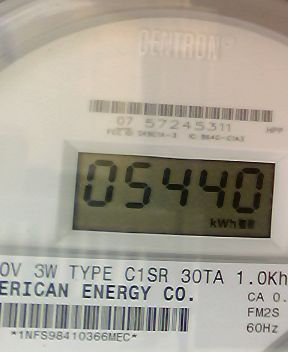 CENTRON®
07 57245311
HPP
05440
kWh
0V 3W TYPE C1SR 30TA 1.0Kh
ERICAN ENERGY CO.
CA 0.
FM2S
60Hz
*1NFS98410366MEC*